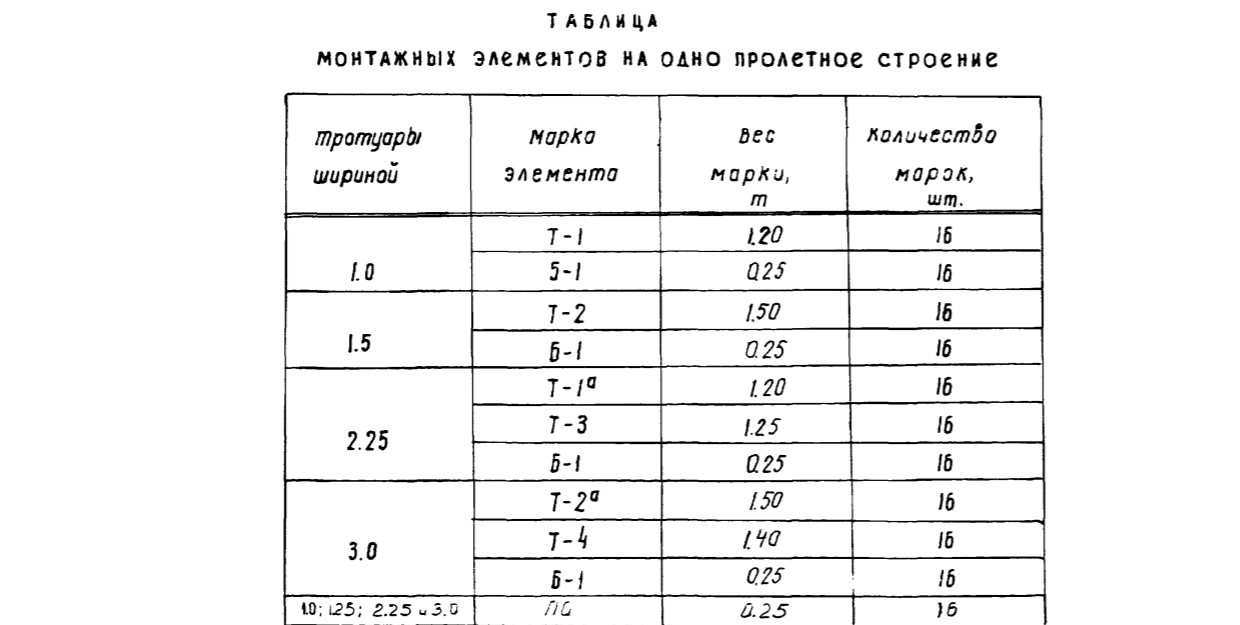 ТАБЛИЦА
МОНТАЖНЫХ ЭЛЕМЕНТОВ НА ОДНО ПРОЛЕТНОЕ СТРОЕНИЕ
Тротуары шириной | Марка элемента | Вес марки, т | Количество марок, шт.
1.0 | Т-1 | 1.20 | 16
Б-1 | 0.25 | 16
1.5 | Т-2 | 1.50 | 16
Б-1 | 0.25 | 16
2.25 | Т-1а | 1.20 | 16
Т-3 | 1.25 | 16
Б-1 | 0.25 | 16
3.0 | Т-2а | 1.50 | 16
Т-4 | 1.40 | 16
Б-1 | 0.25 | 16
1.0; 1.25; 2.25 и 3.0 | 0.25 | 16